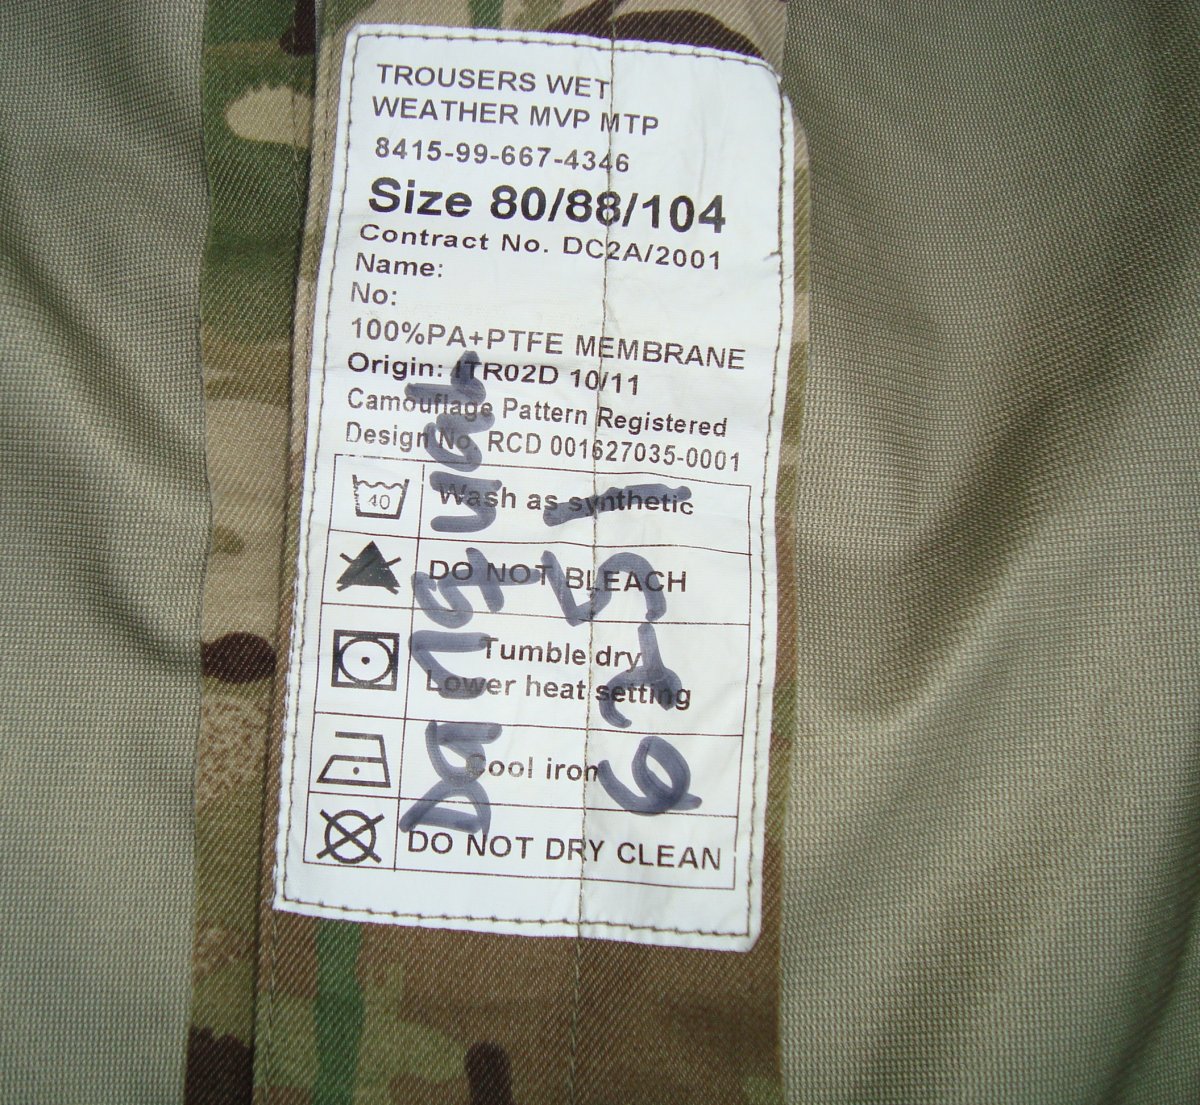 TROUSERS WET
WEATHER MVP MTP
8415-99-667-4346
Size 80/88/104
Contract No. DC2A/2001
Name:
No:
100%PA+PTFE MEMBRANE
Origin: ITR02D 10/11
Camouflage Pattern Registered
Design No. RCD 001627035-0001
40
Wash as synthetic
DO NOT BLEACH
Tumble dry
Lower heat setting
Cool iron
DO NOT DRY CLEAN